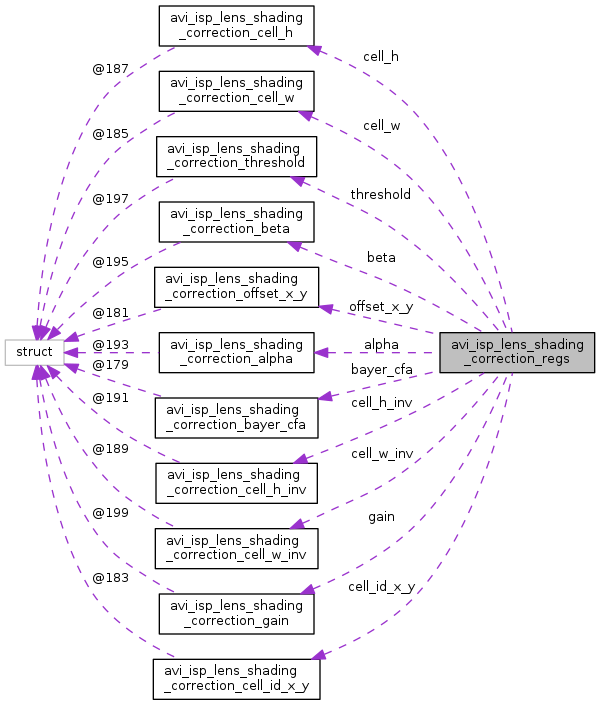 avi_isp_lens_shading
_correction_cell_h
cell_h
@187
avi_isp_lens_shading
_correction_cell_w
cell_w
@185
avi_isp_lens_shading
_correction_threshold
threshold
@197
avi_isp_lens_shading
_correction_beta
beta
@195
avi_isp_lens_shading
_correction_offset_x_y
offset_x_y
@181
struct
@193
avi_isp_lens_shading
_correction_alpha
alpha
avi_isp_lens_shading
_correction_regs
@179
bayer_cfa
avi_isp_lens_shading
_correction_bayer_cfa
@191
cell_h_inv
avi_isp_lens_shading
_correction_cell_h_inv
@189
cell_w_inv
avi_isp_lens_shading
_correction_cell_w_inv
@199
gain
avi_isp_lens_shading
_correction_gain
@183
cell_id_x_y
avi_isp_lens_shading
_correction_cell_id_x_y